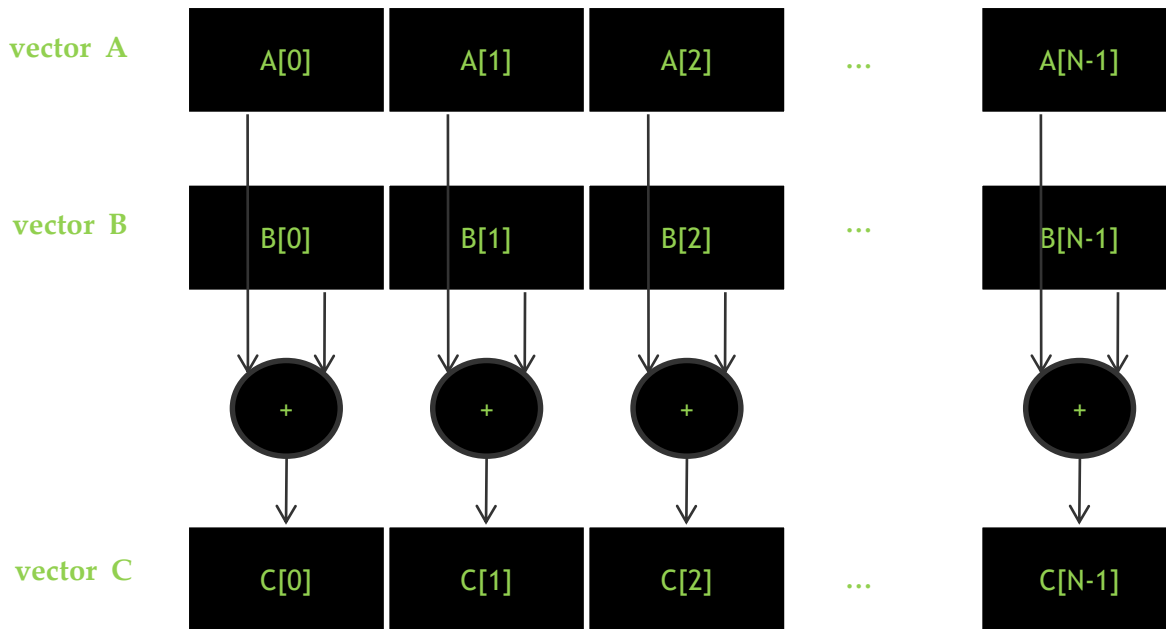 vector A A[0] A[1] A[2] ... A[N-1]
vector B B[0] B[1] B[2] ... B[N-1]
+ + + +
vector C C[0] C[1] C[2] ... C[N-1]